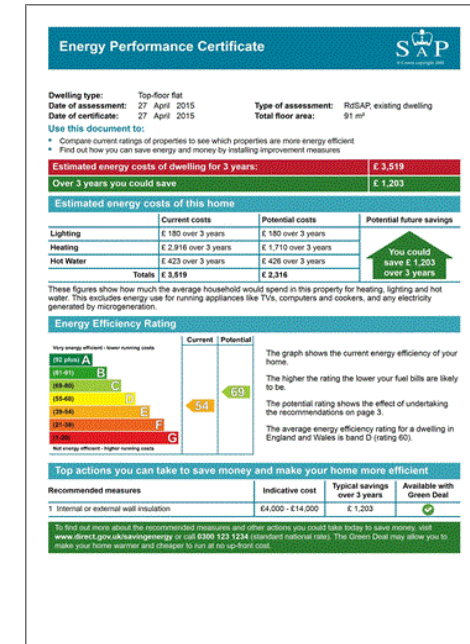 Energy Performance Certificate
SAP
© Crown copyright 2009
Dwelling type: Top-floor flat
Date of assessment: 27 April 2015 Type of assessment: RdSAP, existing dwelling
Date of certificate: 27 April 2015 Total floor area: 91 m²
Use this document to:
• Compare current ratings of properties to see which properties are more energy efficient
• Find out how you can save energy and money by installing improvement measures
Estimated energy costs of dwelling for 3 years: £ 3,519
Over 3 years you could save £ 1,203
Estimated energy costs of this home
Current costs Potential costs Potential future savings
Lighting £ 180 over 3 years £ 180 over 3 years
Heating £ 2,916 over 3 years £ 1,710 over 3 years
Hot Water £ 423 over 3 years £ 426 over 3 years
Totals £ 3,519 £ 2,316
You could
save £ 1,203
over 3 years
These figures show how much the average household would spend in this property for heating, lighting and hot
water. This excludes energy use for running appliances like TVs, computers and cookers, and any electricity
generated by microgeneration.
Energy Efficiency Rating
Current Potential
Very energy efficient - lower running costs
(92 plus) A
(81-91) B
(69-80) C
(55-68) D
(39-54) E
(21-38) F
(1-20) G
Not energy efficient - higher running costs
54
69
The graph shows the current energy efficiency of your
home.
The higher the rating the lower your fuel bills are likely
to be.
The potential rating shows the effect of undertaking
the recommendations on page 3.
The average energy efficiency rating for a dwelling in
England and Wales is band D (rating 60).
Top actions you can take to save money and make your home more efficient
Recommended measures Indicative cost Typical savings over 3 years Available with Green Deal
1 Internal or external wall insulation £4,000 - £14,000 £ 1,203
To find out more about the recommended measures and other actions you could take today to save money, visit
www.direct.gov.uk/savingenergy or call 0300 123 1234 (standard national rate). The Green Deal may allow you to
make your home warmer and cheaper to run at no up-front cost.